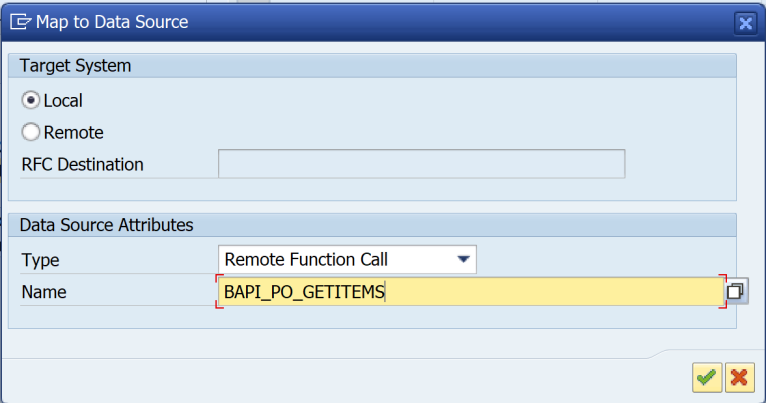 Map to Data Source
Target System
Local
Remote
RFC Destination
Data Source Attributes
Type Remote Function Call
Name BAPI_PO_GETITEMS